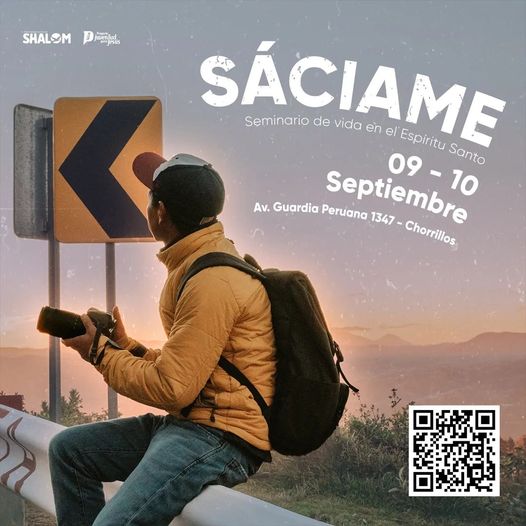 SHALOM
SÁCIAME
Seminario de vida en el Espíritu Santo
09 - 10
Septiembre
Av. Guardia Peruana 1347 - Chorrillos